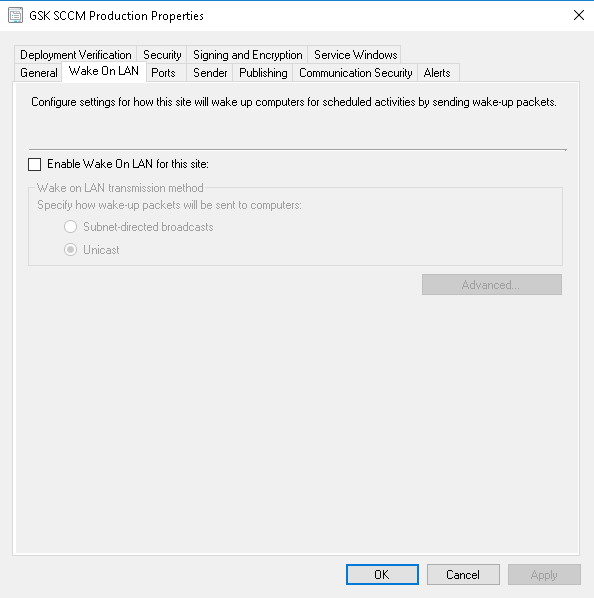 GSK SCCM Production Properties
Deployment Verification Security Signing and Encryption Service Windows
General Wake On LAN Ports Sender Publishing Communication Security Alerts
Configure settings for how this site will wake up computers for scheduled activities by sending wake-up packets.
Enable Wake On LAN for this site:
Wake on LAN transmission method
Specify how wake-up packets will be sent to computers:
Subnet-directed broadcasts
Unicast
Advanced...
OK Cancel Apply